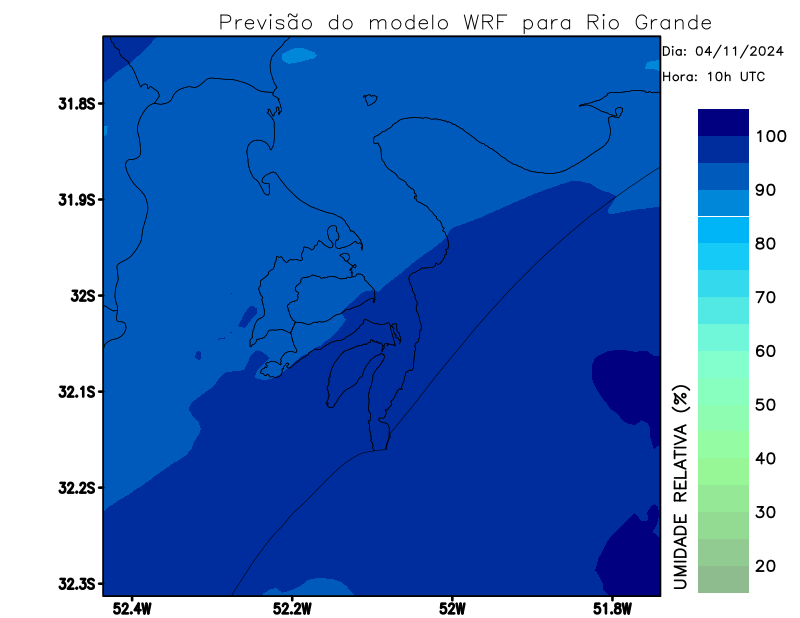 Previsão do modelo WRF para Rio Grande
Dia: 04/11/2024
Hora: 10h UTC
31.8S
31.9S
32S
32.1S
32.2S
32.3S
52.4W
52.2W
52W
51.8W
100
90
80
70
60
50
40
30
20
UMIDADE RELATIVA (%)